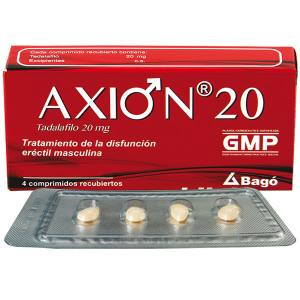 Cada comprimido recubierto contiene:
Tadalafilo 20 mg
Excipientes c.s.
AXION® 20
Tadalafilo 20 mg
Tratamiento de la disfunción
eréctil masculina
GMP
4 comprimidos recubiertos
Bagó